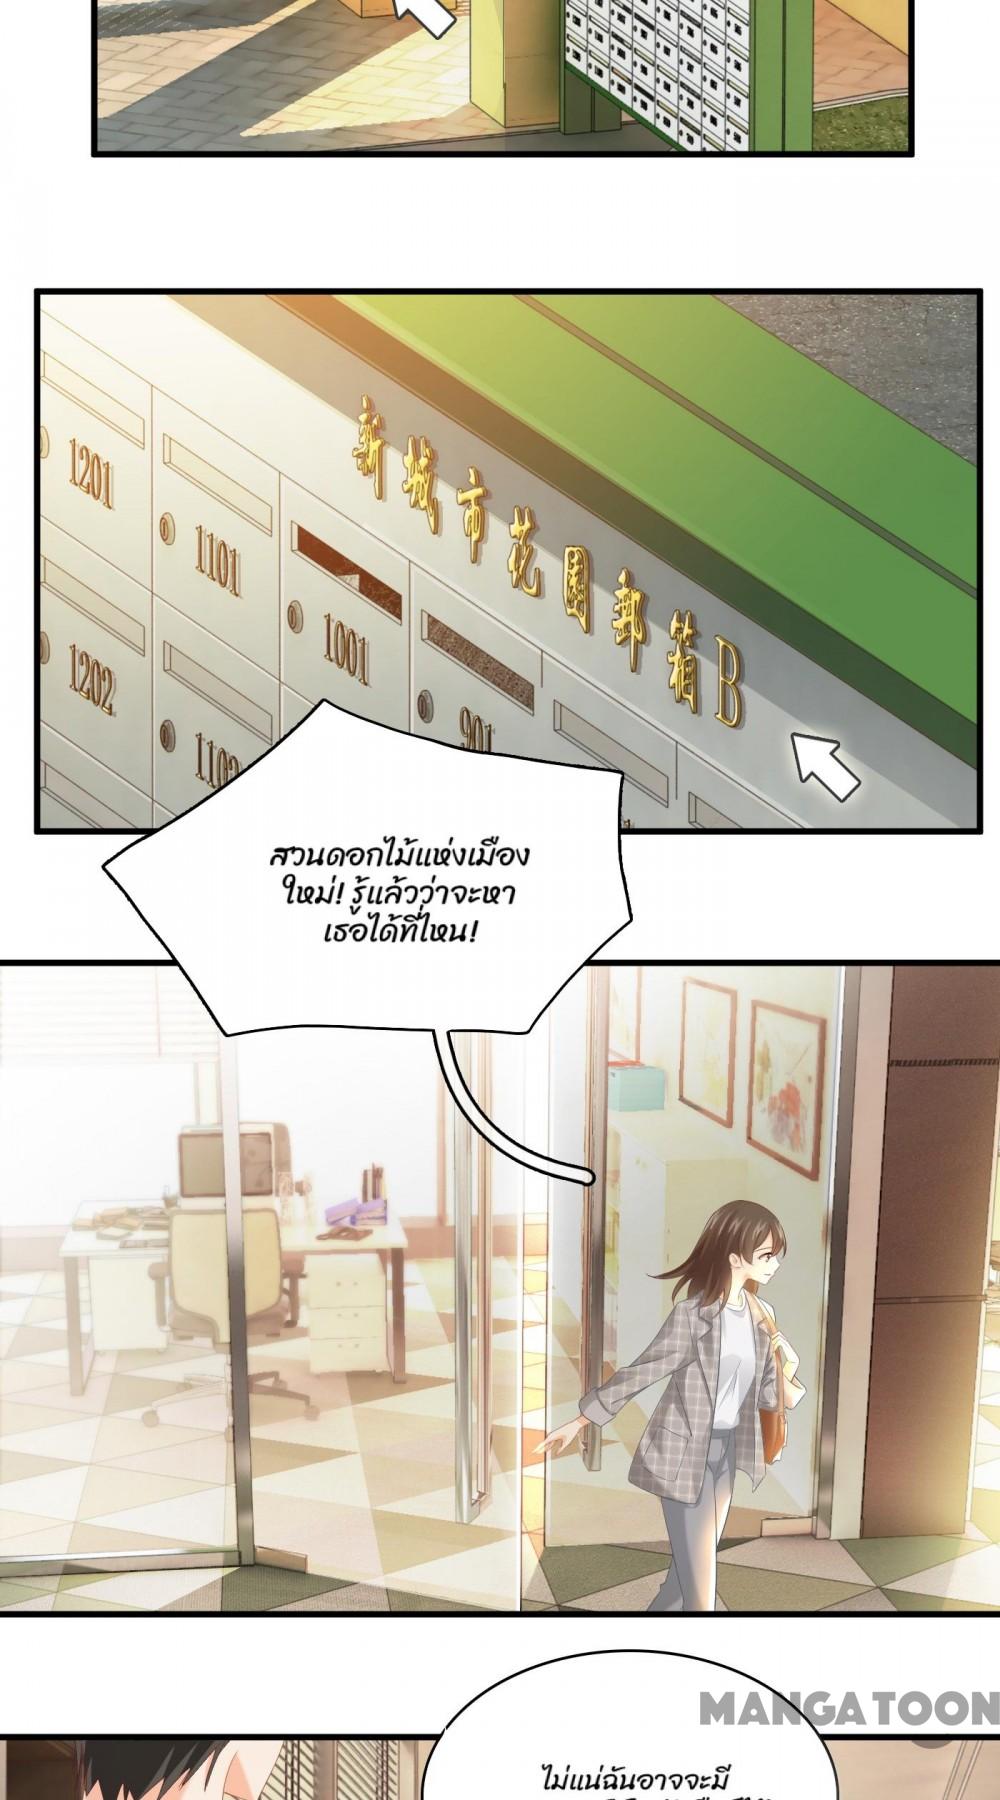 1201
1101
1001
901
1202
1102
新城市花園郵箱B
สวนดอกไม้แห่งเมือง
ใหม่! รู้แล้วว่าจะหา
เธอได้ที่ไหน!
MANGATOON
ไม่แน่ฉันอาจจะมี